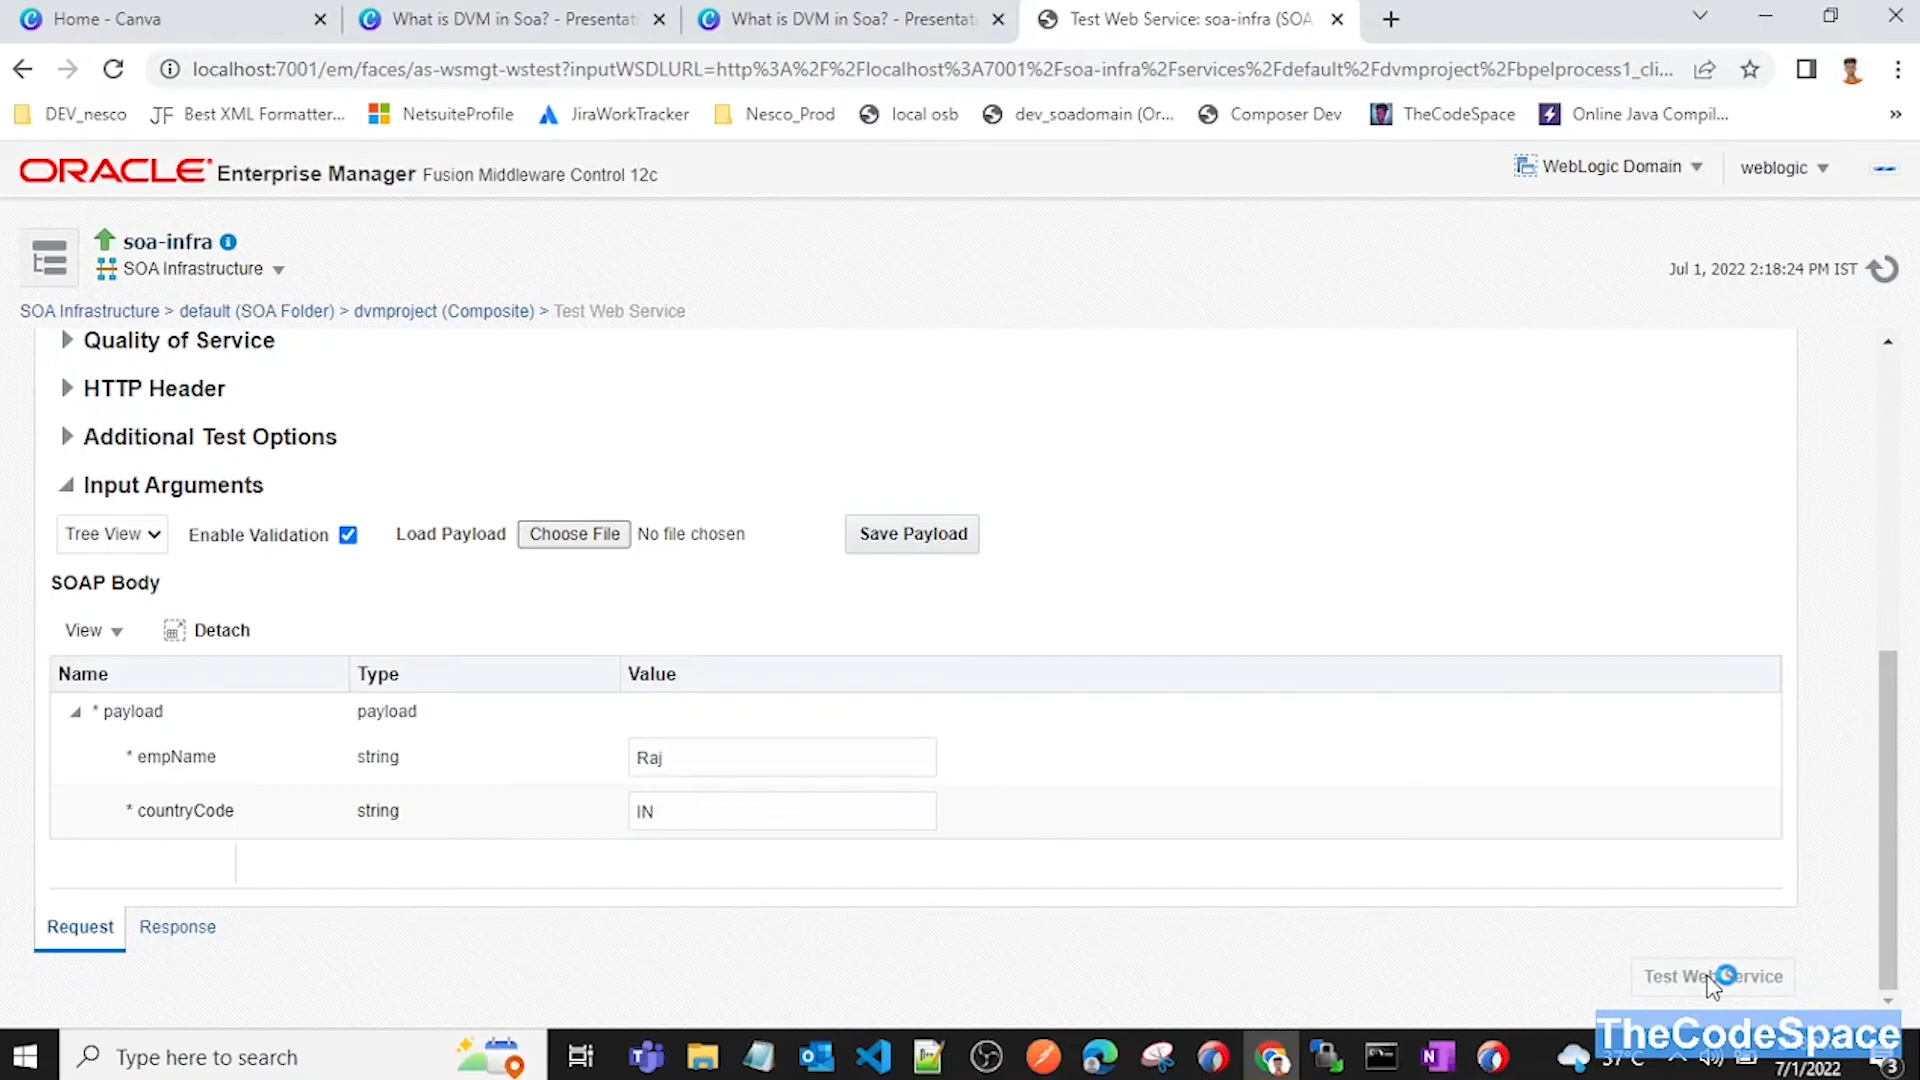 Home - Canva
What is DVM in Soa? - Presentati
What is DVM in Soa? - Presentati
Test Web Service: soa-infra (SOA
localhost:7001/em/faces/as-wsmgt-wstest?inputWSDLURL=http%3A%2F%2Flocalhost%3A7001%2Fsoa-infra%2Fservices%2Fdefault%2Fdvmproject%2Fbpelprocess1_cli...
DEV_nesco
JF Best XML Formatter...
NetsuiteProfile
JiraWorkTracker
Nesco_Prod
local osb
dev_soadomain (Or...
Composer Dev
TheCodeSpace
Online Java Compil...
»
ORACLE Enterprise Manager Fusion Middleware Control 12c
WebLogic Domain
weblogic
soa-infra
SOA Infrastructure
Jul 1, 2022 2:18:24 PM IST
SOA Infrastructure > default (SOA Folder) > dvmproject (Composite) > Test Web Service
Quality of Service
HTTP Header
Additional Test Options
Input Arguments
Tree View
Enable Validation
Load Payload
Choose File No file chosen
Save Payload
SOAP Body
View
Detach
Name Type Value
* payload payload
* empName string Raj
* countryCode string IN
Request Response
Test Web Service
TheCodeSpace
Type here to search
37°C
7/1/2022
3